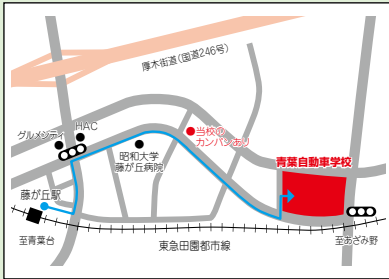 厚木街道(国道246号)
HAC
グルメシティ
当校の
カンバンあり
昭和大学
藤が丘病院
青葉自動車学校
藤が丘駅
至青葉台
東急田園都市線
至あざみ野